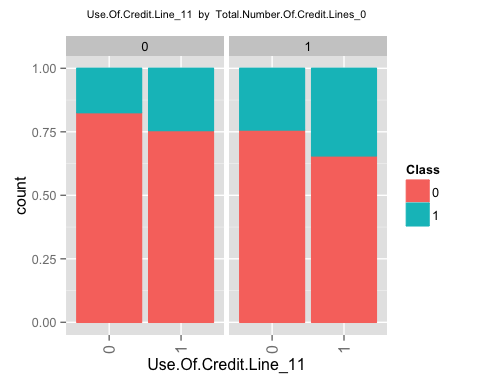 Use.Of.Credit.Line_11 by Total.Number.Of.Credit.Lines_0
0 1
1.00
0.75
0.50
0.25
0.00
count
0 1 0 1
Use.Of.Credit.Line_11
Class
0
1